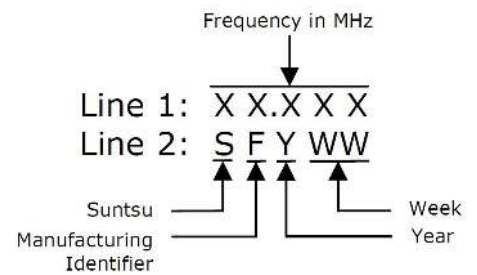 Frequency in MHz
Line 1: X X.X X X
Line 2: S F Y WW
Suntsu
Week
Manufacturing
Identifier
Year